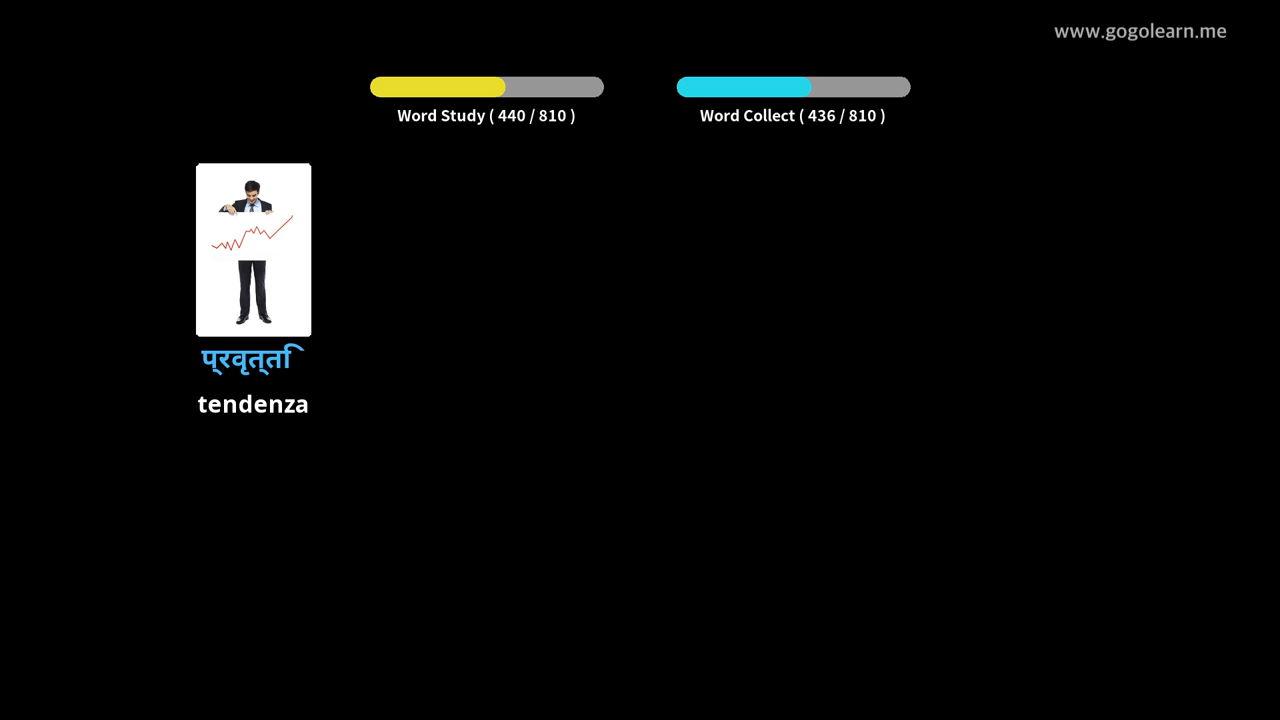 www.gogolearn.me
Word Study ( 440 / 810 )
Word Collect ( 436 / 810 )
प्रवृत्ति
tendenza